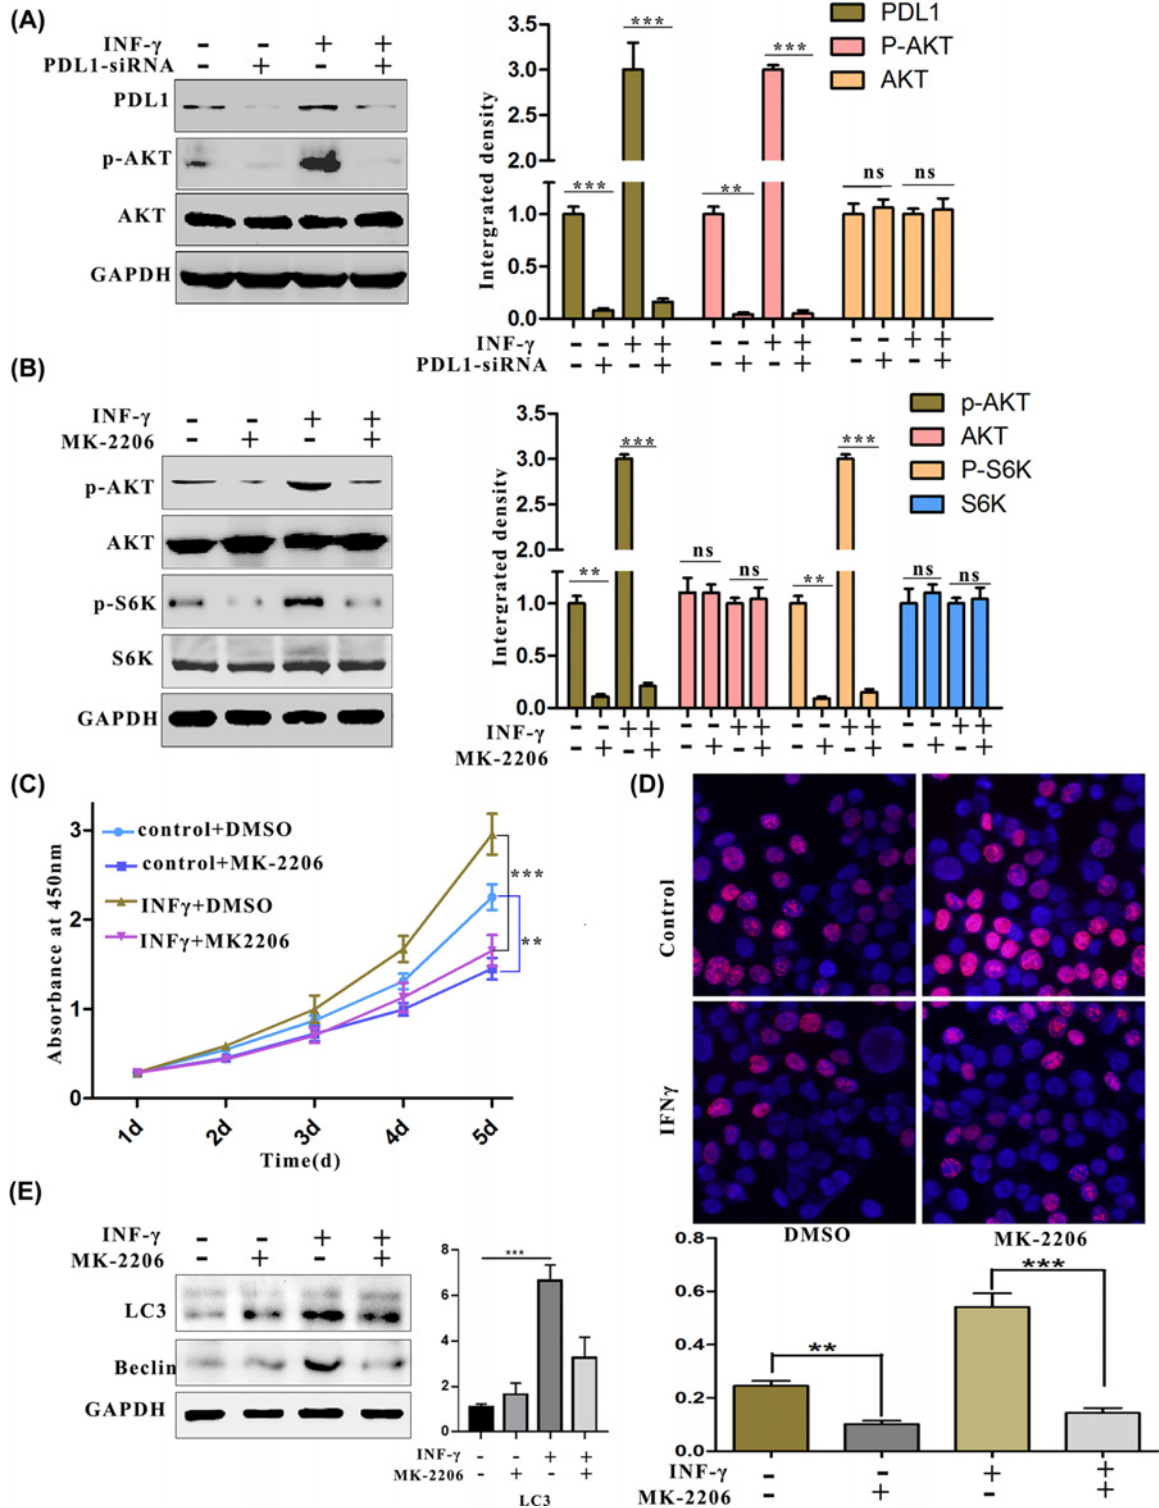 (A)
INF-γ - - + +
PDL1-siRNA - + - +
PDL1
p-AKT
AKT
GAPDH
Intergrated density
3.5
3.0
2.5
2.0
1.0
0.5
0.0
*** *** ** *** ns ns
PDL1
P-AKT
AKT
INF-γ - - + + - - + + - - + +
PDL1-siRNA - + - + - + - + - + - +
(B)
INF-γ - - + +
MK-2206 - + - +
p-AKT
AKT
p-S6K
S6K
GAPDH
Intergrated density
3.5
3.0
2.5
2.0
1.0
0.5
0.0
** *** ns ns ** *** ns ns
p-AKT
AKT
P-S6K
S6K
INF-γ - - + + - - + + - - + + - - + +
MK-2206 - + - + - + - + - + - + - + - +
(C)
Absorbance at 450nm
3
2
1
0
control+DMSO
control+MK-2206
INFγ+DMSO
INFγ+MK2206
***
**
1d 2d 3d 4d 5d
Time(d)
(D)
Control
IFNγ
DMSO MK-2206
0.8
0.6
0.4
0.2
0.0
** ***
INF-γ - - + +
MK-2206 - + - +
(E)
INF-γ - - + +
MK-2206 - + - +
LC3
Beclin
GAPDH
8
6
4
2
0
***
INF-γ - - + +
MK-2206 - + - +
LC3